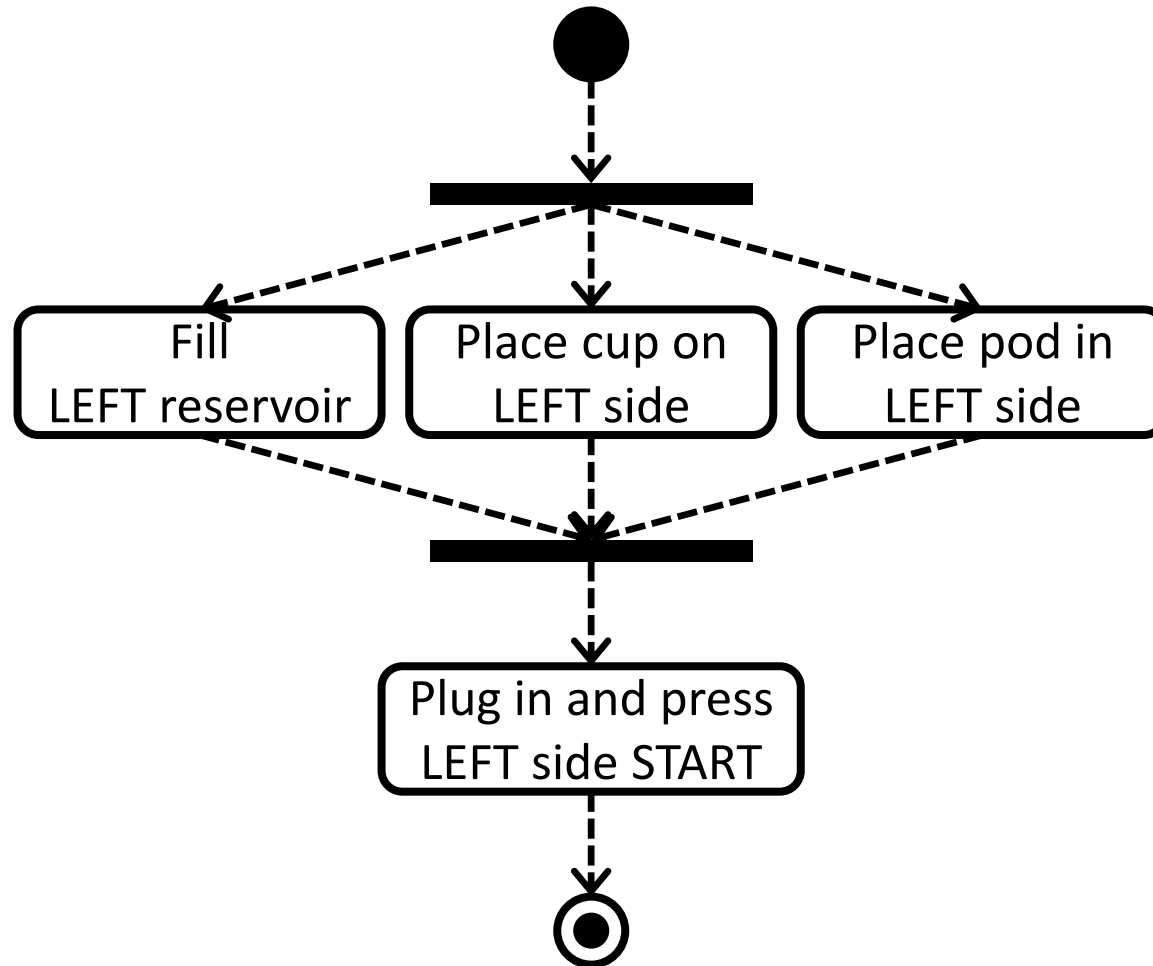 Fill
LEFT reservoir
Place cup on
LEFT side
Place pod in
LEFT side
Plug in and press
LEFT side START